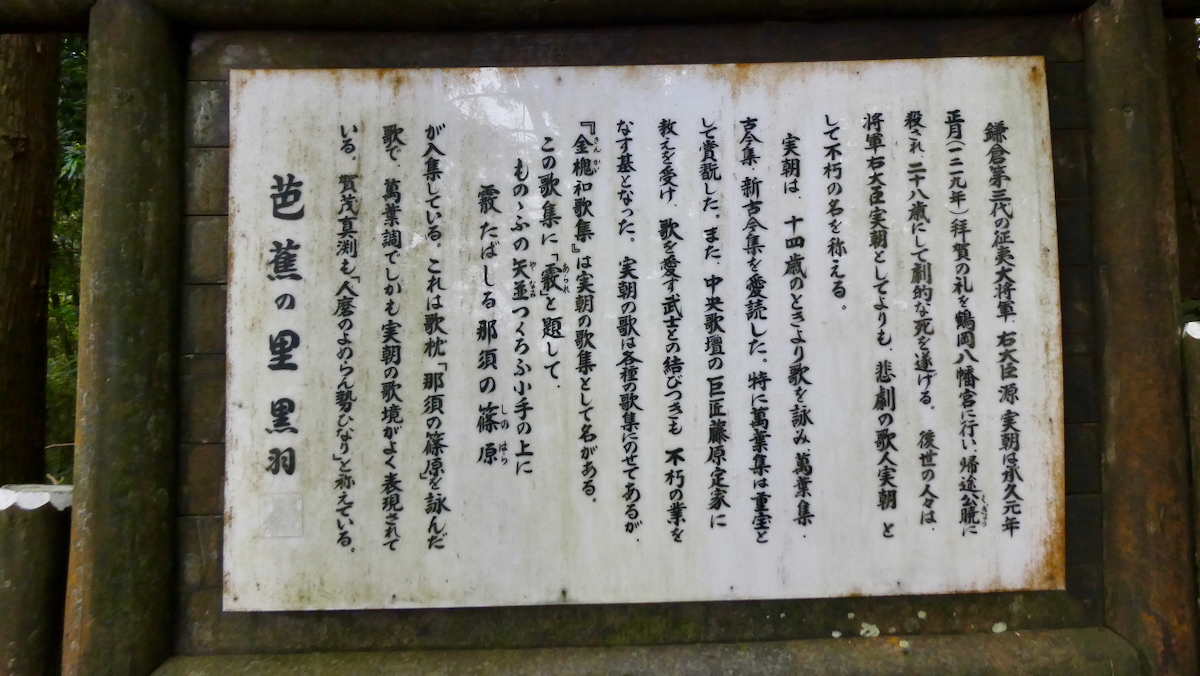 鎌倉第三代の征夷大将軍 右大臣 源 実朝は承久元年
正月(一二一九年)拝賀の礼を鶴岡八幡宮に行い、帰途公暁に
殺され、二十八歳にして劇的な死を遂げる。後世の人々は、
将軍右大臣実朝としてよりも、悲劇の歌人実朝 と
して不朽の名を称える。
実朝は、十四歳のときより歌を詠み 萬葉集・
古今集・新古今集を愛読した。特に萬葉集は重宝と
して賞翫した。また、中央歌壇の巨匠藤原定家に
教えを受け、歌を愛す武士との結びつきも 不朽の業を
なす基となった。実朝の歌は各種の歌集にのせてあるが、
『金槐和歌集』は実朝の歌集として名がある。
この歌集に「霰」と題して、
ものゝふの矢並つくろふ小手の上に
霰たばしる那須の篠原
が入集している。これは歌枕「那須の篠原」を詠んだ
歌で、萬葉調でしかも実朝の歌境がよく表現されて
いる。賀茂真渕も「人麿のよめらん勢ひなり」と称えている。
芭蕉の里 黒羽